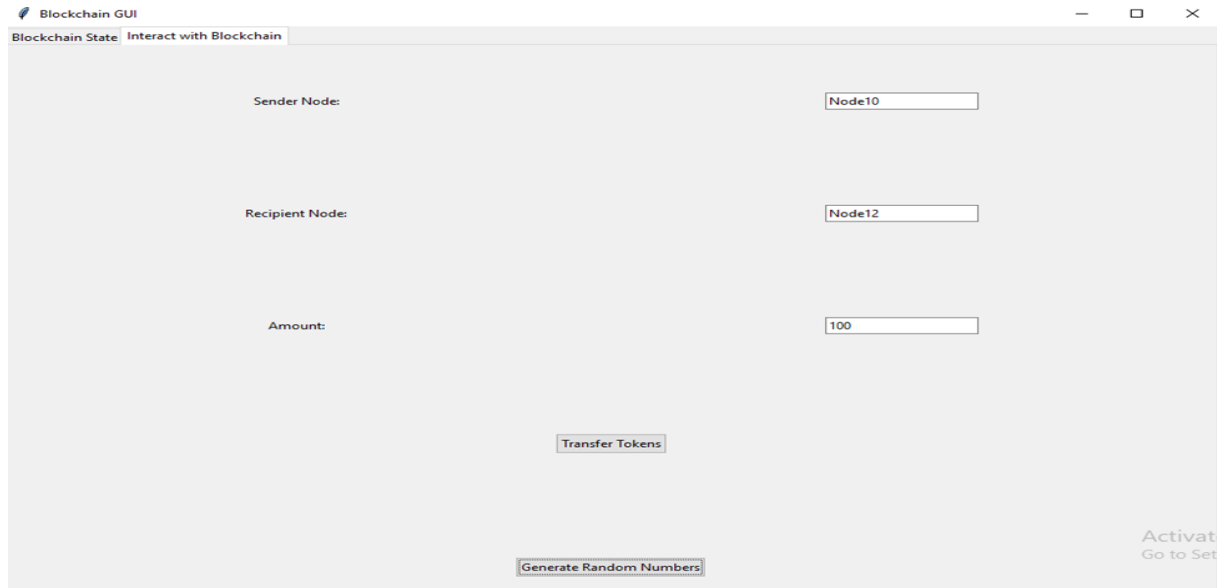 Blockchain GUI
Blockchain State Interact with Blockchain
Sender Node: Node10
Recipient Node: Node12
Amount: 100
Transfer Tokens
Activat
Go to Set
Generate Random Numbers